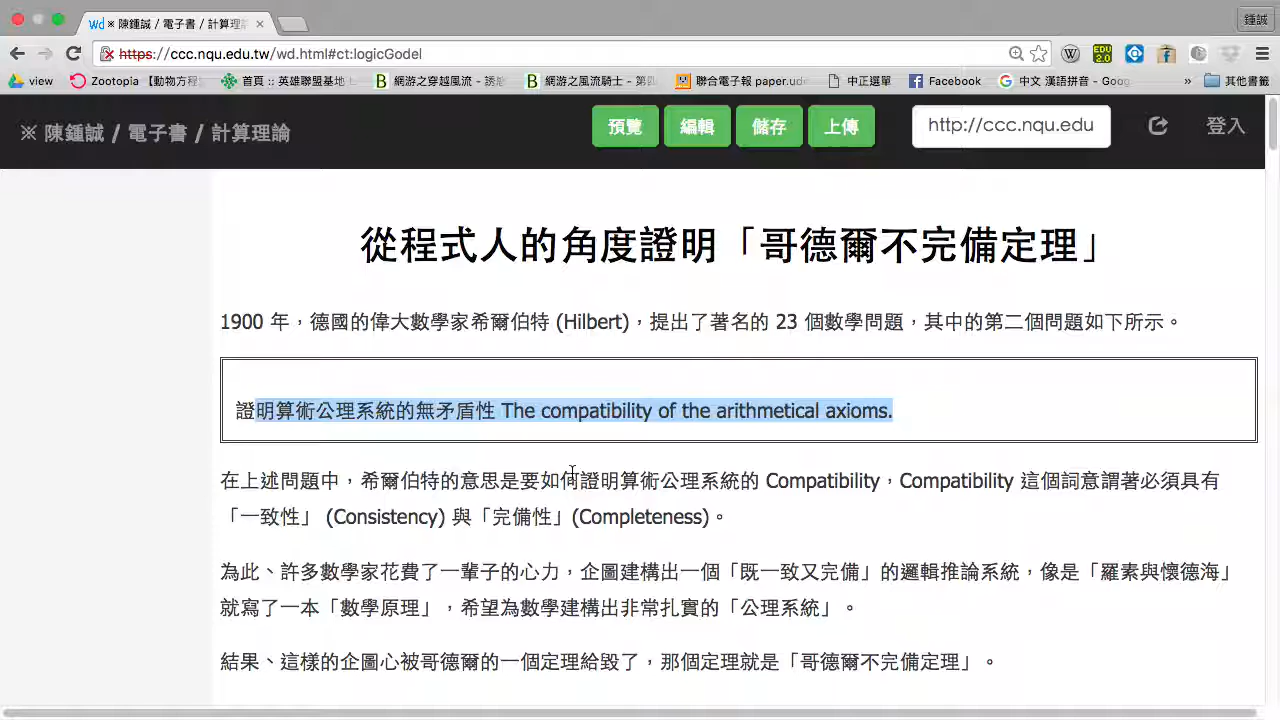 wd ※ 陳鍾誠 / 電子書 / 計算理論
鍾誠
https://ccc.nqu.edu.tw/wd.html#ct:logicGodel
view
Zootopia 【動物方程
首頁 :: 英雄聯盟基地
網游之穿越風流 -
網游之風流騎士 - 第四
聯合電子報 paper.ude
中正選單
Facebook
中文 漢語拼音 - Goog
»
其他書籤
※ 陳鍾誠 / 電子書 / 計算理論
預覽 編輯 儲存 上傳
http://ccc.nqu.edu
登入
從程式人的角度證明「哥德爾不完備定理」
1900 年，德國的偉大數學家希爾伯特 (Hilbert)，提出了著名的 23 個數學問題，其中的第二個問題如下所示。
證明算術公理系統的無矛盾性 The compatibility of the arithmetical axioms.
在上述問題中，希爾伯特的意思是要如何證明算術公理系統的 Compatibility，Compatibility 這個詞意謂著必須具有
「一致性」 (Consistency) 與「完備性」(Completeness)。
為此、許多數學家花費了一輩子的心力，企圖建構出一個「既一致又完備」的邏輯推論系統，像是「羅素與懷德海」
就寫了一本「數學原理」，希望為數學建構出非常扎實的「公理系統」。
結果、這樣的企圖心被哥德爾的一個定理給毀了，那個定理就是「哥德爾不完備定理」。